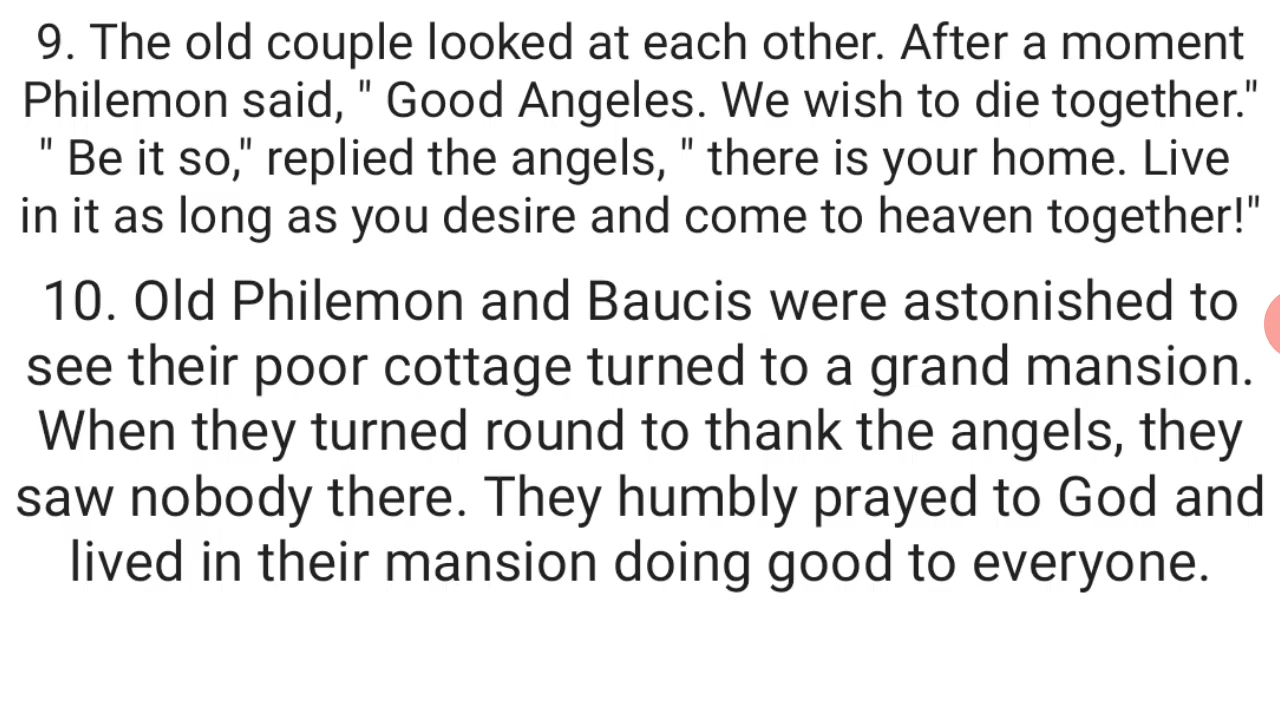 9. The old couple looked at each other. After a moment
Philemon said, " Good Angeles. We wish to die together."
" Be it so," replied the angels, " there is your home. Live
in it as long as you desire and come to heaven together!"
10. Old Philemon and Baucis were astonished to
see their poor cottage turned to a grand mansion.
When they turned round to thank the angels, they
saw nobody there. They humbly prayed to God and
lived in their mansion doing good to everyone.